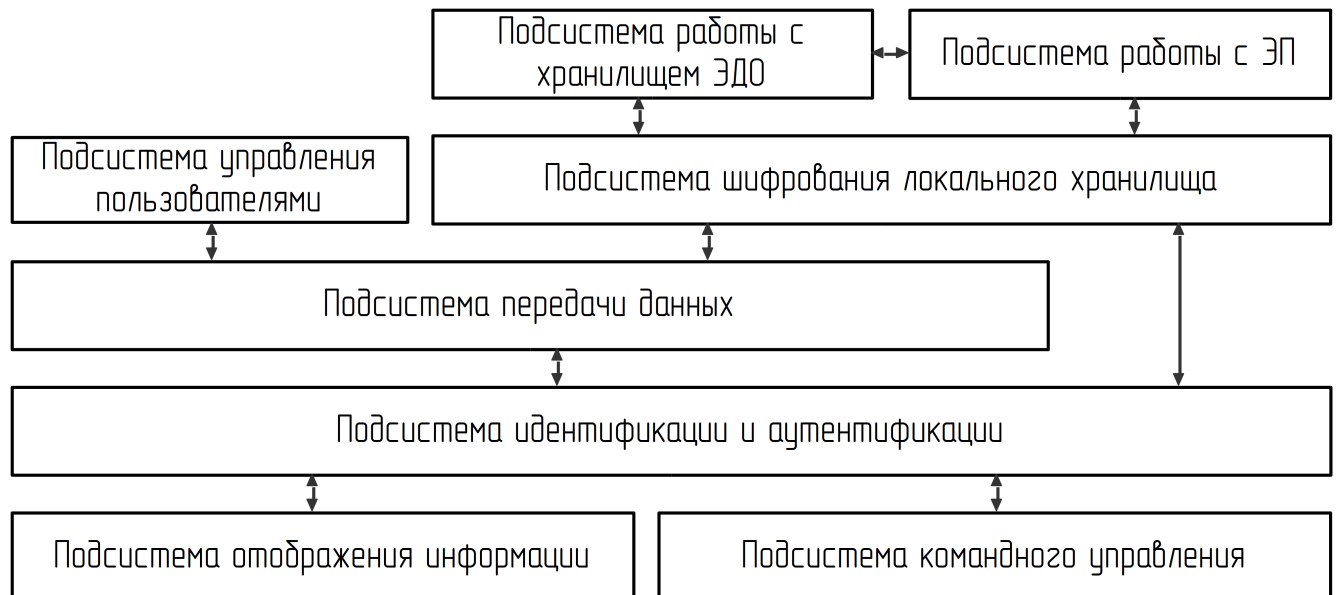 Подсистема работы с
хранилищем ЭДО
Подсистема работы с ЭП
Подсистема управления
пользователями
Подсистема шифрования локального хранилища
Подсистема передачи данных
Подсистема идентификации и аутентификации
Подсистема отображения информации
Подсистема командного управления